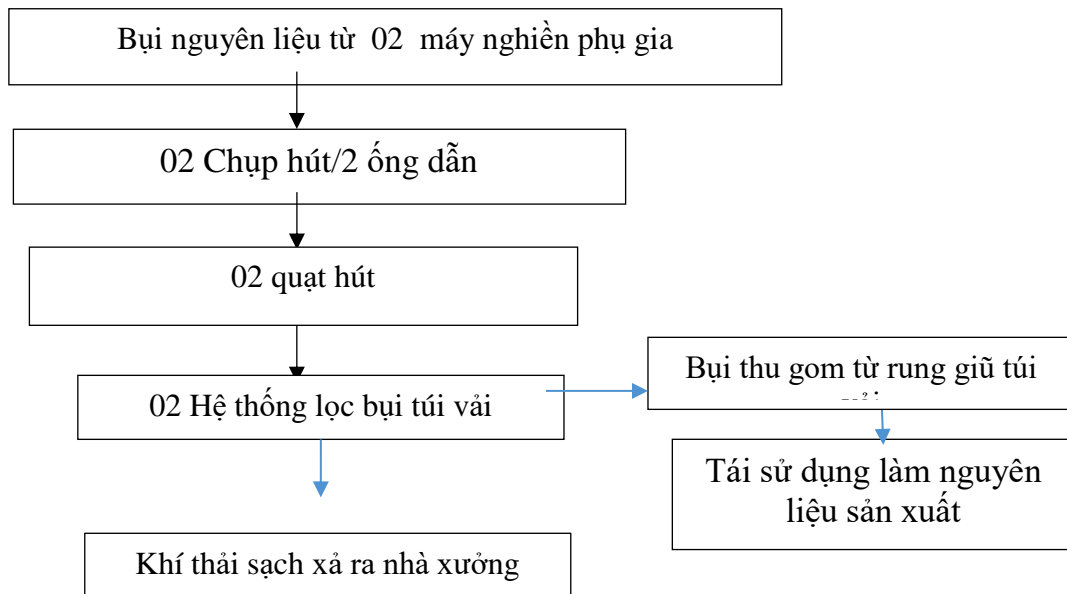 Bụi nguyên liệu từ 02 máy nghiền phụ gia
02 Chụp hút/2 ống dẫn
02 quạt hút
02 Hệ thống lọc bụi túi vải
Bụi thu gom từ rung giũ túi
Tái sử dụng làm nguyên
liệu sản xuất
Khí thải sạch xả ra nhà xưởng